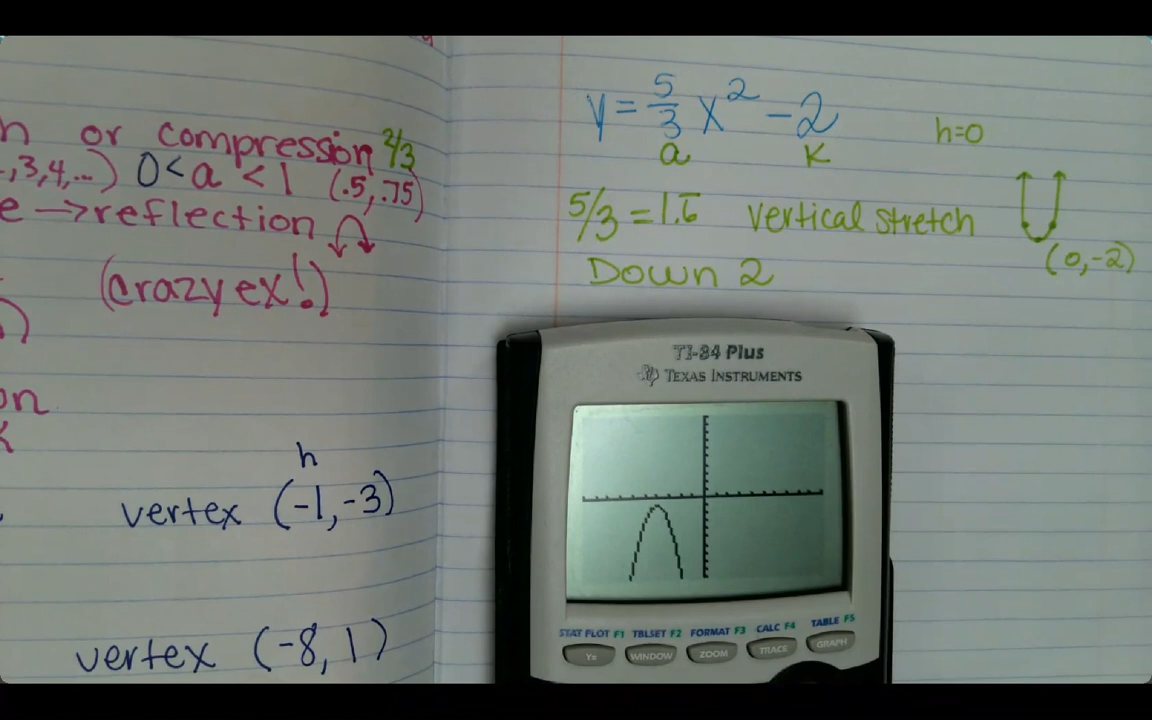 n or compression 2/3
-,3,4,...) 0<a<1 (.5,.75)
e →reflection
(crazy ex!)
)
on
k
h
vertex (-1,-3)
vertex (-8,1)
y=5/3 x²-2
a k
h=0
5/3=1.6̅ Vertical stretch
(0,-2)
Down 2
TI-84 Plus
TEXAS INSTRUMENTS
STAT PLOT F1 TBLSET F2 FORMAT F3 CALC F4 TABLE F5
Y= WINDOW ZOOM TRACE GRAPH